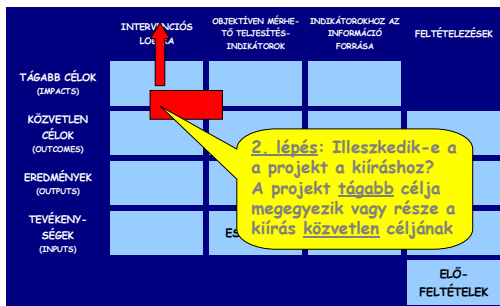 INTERVENCIÓS
LOGIKA
OBJEKTÍVEN MÉRHE-
TŐ TELJESÍTÉS-
INDIKÁTOROK
INDIKÁTOROKHOZ AZ
INFORMÁCIÓ
FORRÁSA
FELTÉTELEZÉSEK
TÁGABB CÉLOK
(IMPACTS)
KÖZVETLEN
CÉLOK
(OUTCOMES)
EREDMÉNYEK
(OUTPUTS)
TEVÉKENY-
SÉGEK
(INPUTS)
2. lépés: Illeszkedik-e a
a projekt a kiíráshoz?
A projekt tágabb célja
megegyezik vagy része a
kiírás közvetlen céljának
ELŐ-
FELTÉTELEK